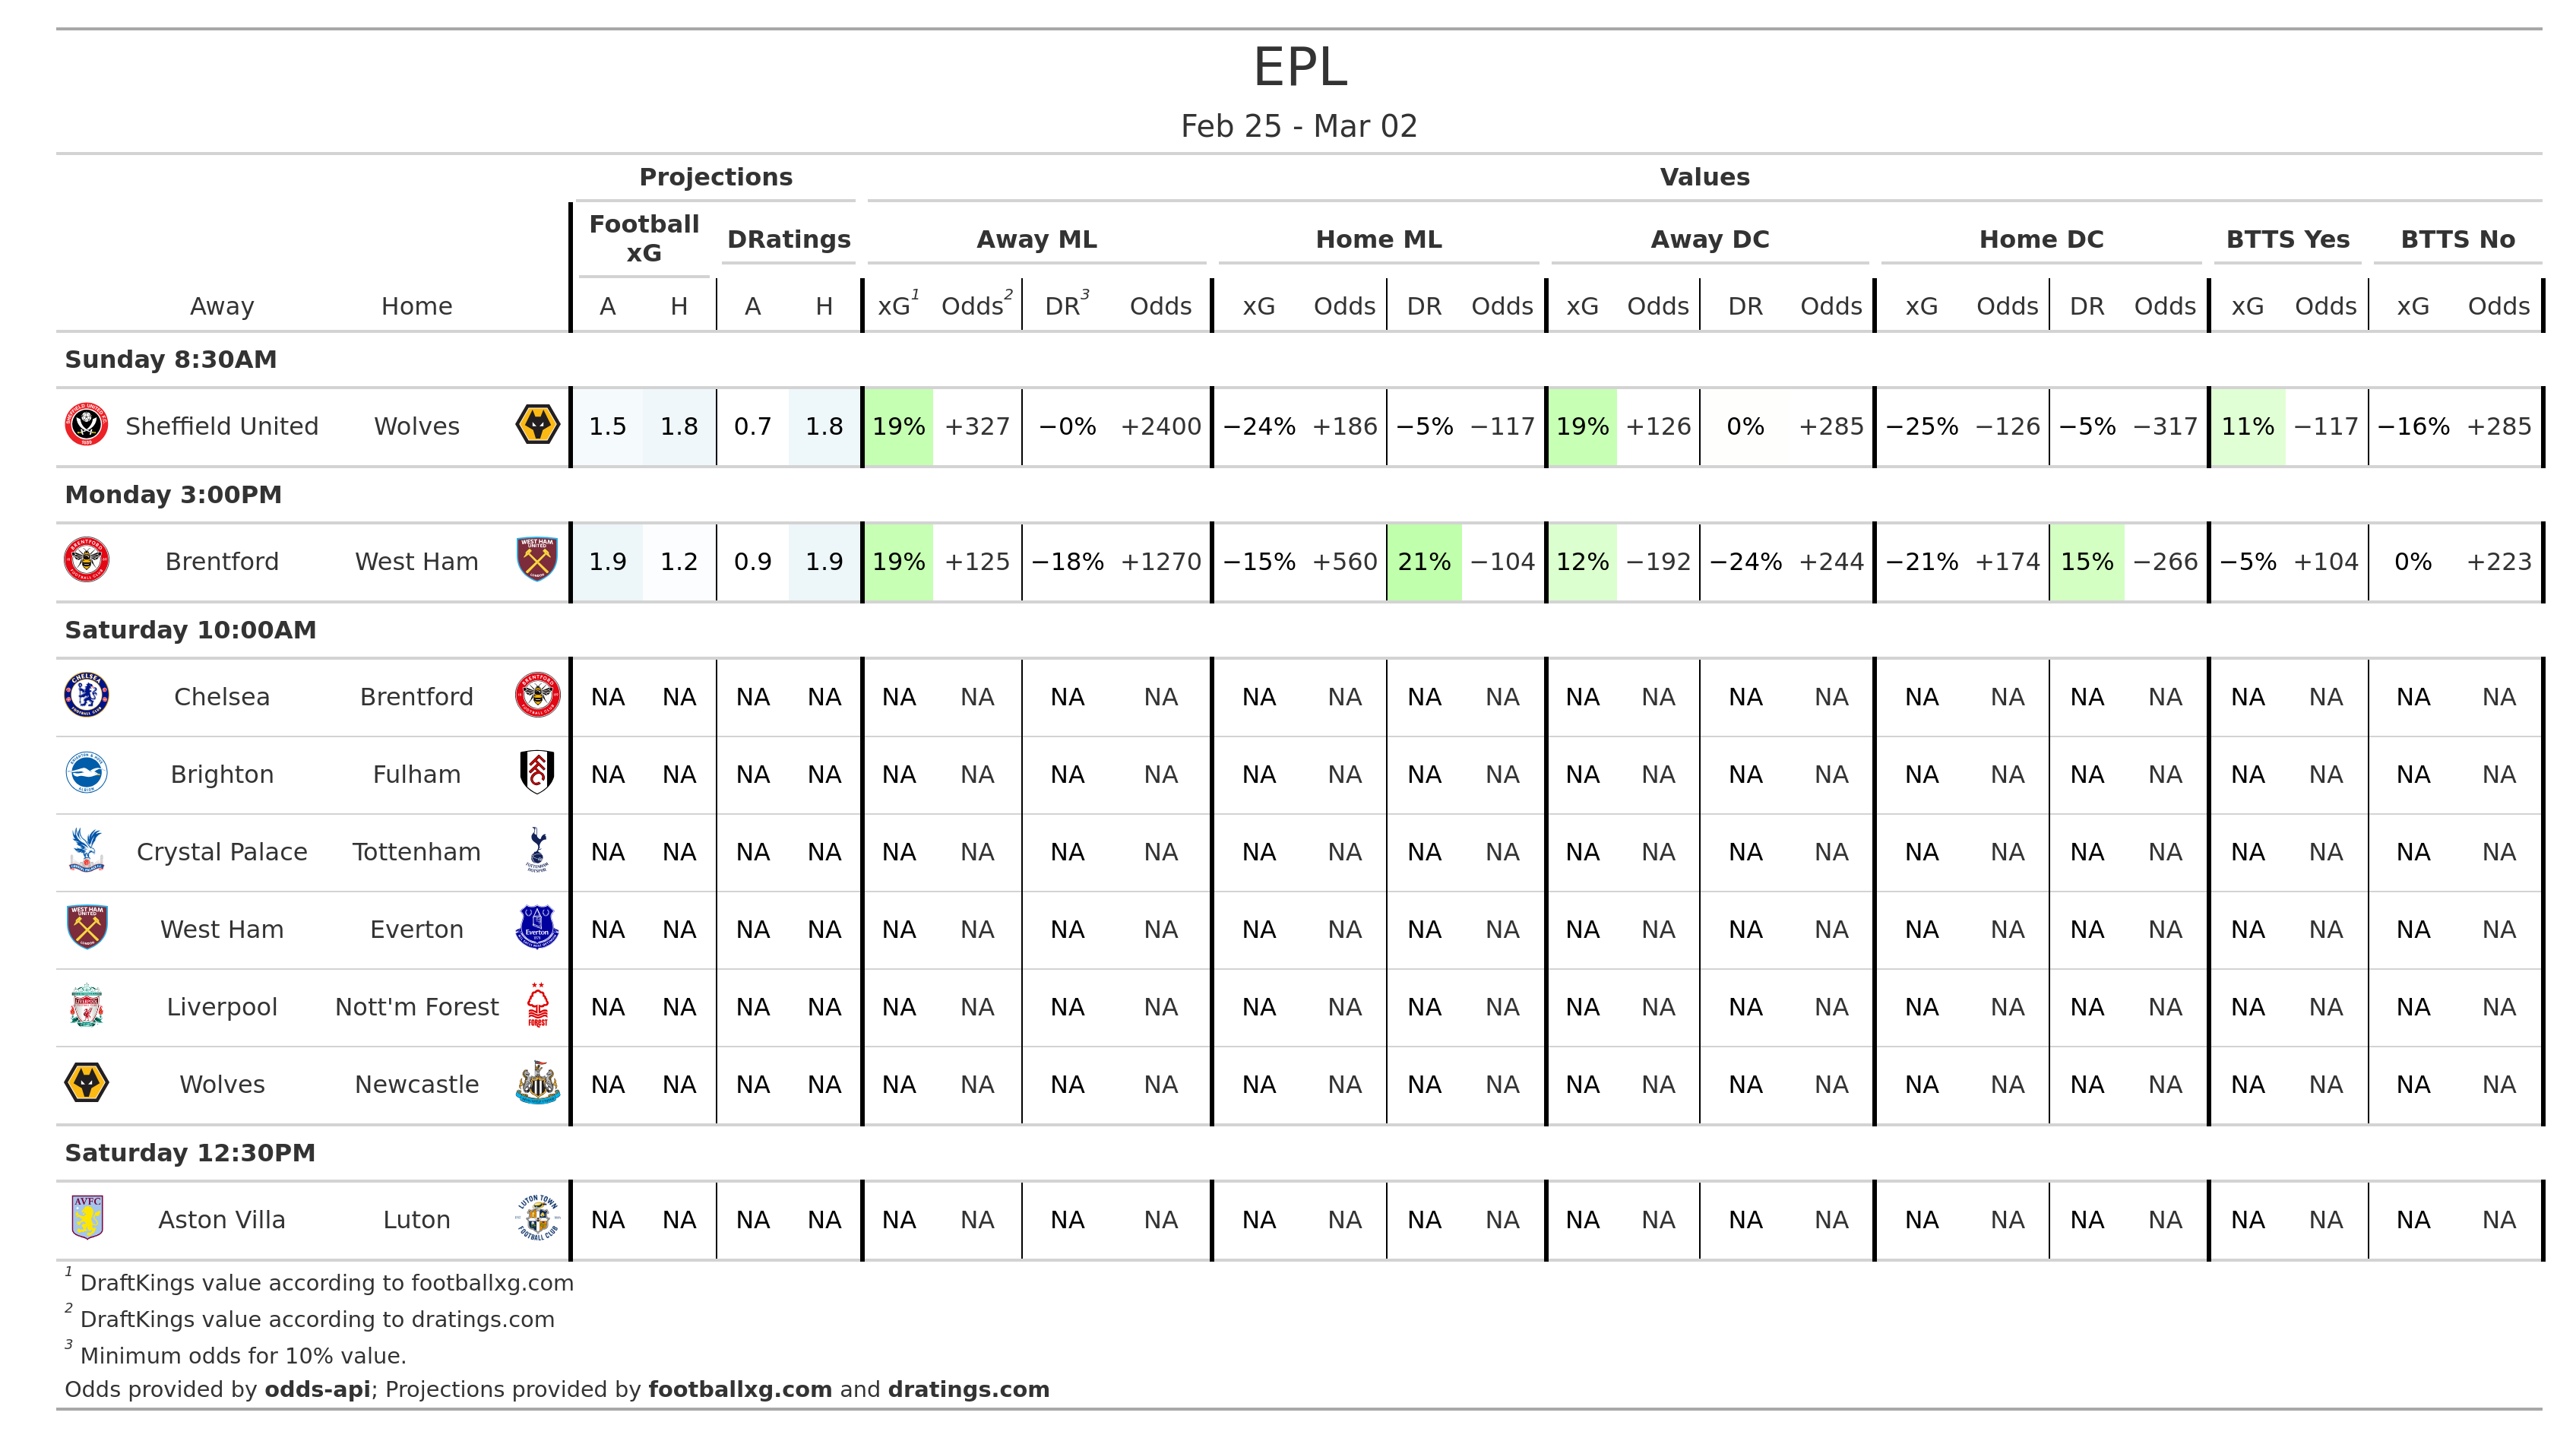 EPL
Feb 25 - Mar 02
Projections Values
Football xG DRatings Away ML Home ML Away DC Home DC BTTS Yes BTTS No
Away Home A H A H xG1 Odds2 DR3 Odds xG Odds DR Odds xG Odds DR Odds xG Odds DR Odds xG Odds xG Odds
Sunday 8:30AM
Sheffield United Wolves 1.5 1.8 0.7 1.8 19% +327 −0% +2400 −24% +186 −5% −117 19% +126 0% +285 −25% −126 −5% −317 11% −117 −16% +285
Monday 3:00PM
Brentford West Ham 1.9 1.2 0.9 1.9 19% +125 −18% +1270 −15% +560 21% −104 12% −192 −24% +244 −21% +174 15% −266 −5% +104 0% +223
Saturday 10:00AM
Chelsea Brentford NA NA NA NA NA NA NA NA NA NA NA NA NA NA NA NA NA NA NA NA NA NA NA NA
Brighton Fulham NA NA NA NA NA NA NA NA NA NA NA NA NA NA NA NA NA NA NA NA NA NA NA NA
Crystal Palace Tottenham NA NA NA NA NA NA NA NA NA NA NA NA NA NA NA NA NA NA NA NA NA NA NA NA
West Ham Everton NA NA NA NA NA NA NA NA NA NA NA NA NA NA NA NA NA NA NA NA NA NA NA NA
Liverpool Nott'm Forest NA NA NA NA NA NA NA NA NA NA NA NA NA NA NA NA NA NA NA NA NA NA NA NA
Wolves Newcastle NA NA NA NA NA NA NA NA NA NA NA NA NA NA NA NA NA NA NA NA NA NA NA NA
Saturday 12:30PM
Aston Villa Luton NA NA NA NA NA NA NA NA NA NA NA NA NA NA NA NA NA NA NA NA NA NA NA NA
1 DraftKings value according to footballxg.com
2 DraftKings value according to dratings.com
3 Minimum odds for 10% value.
Odds provided by odds-api; Projections provided by footballxg.com and dratings.com